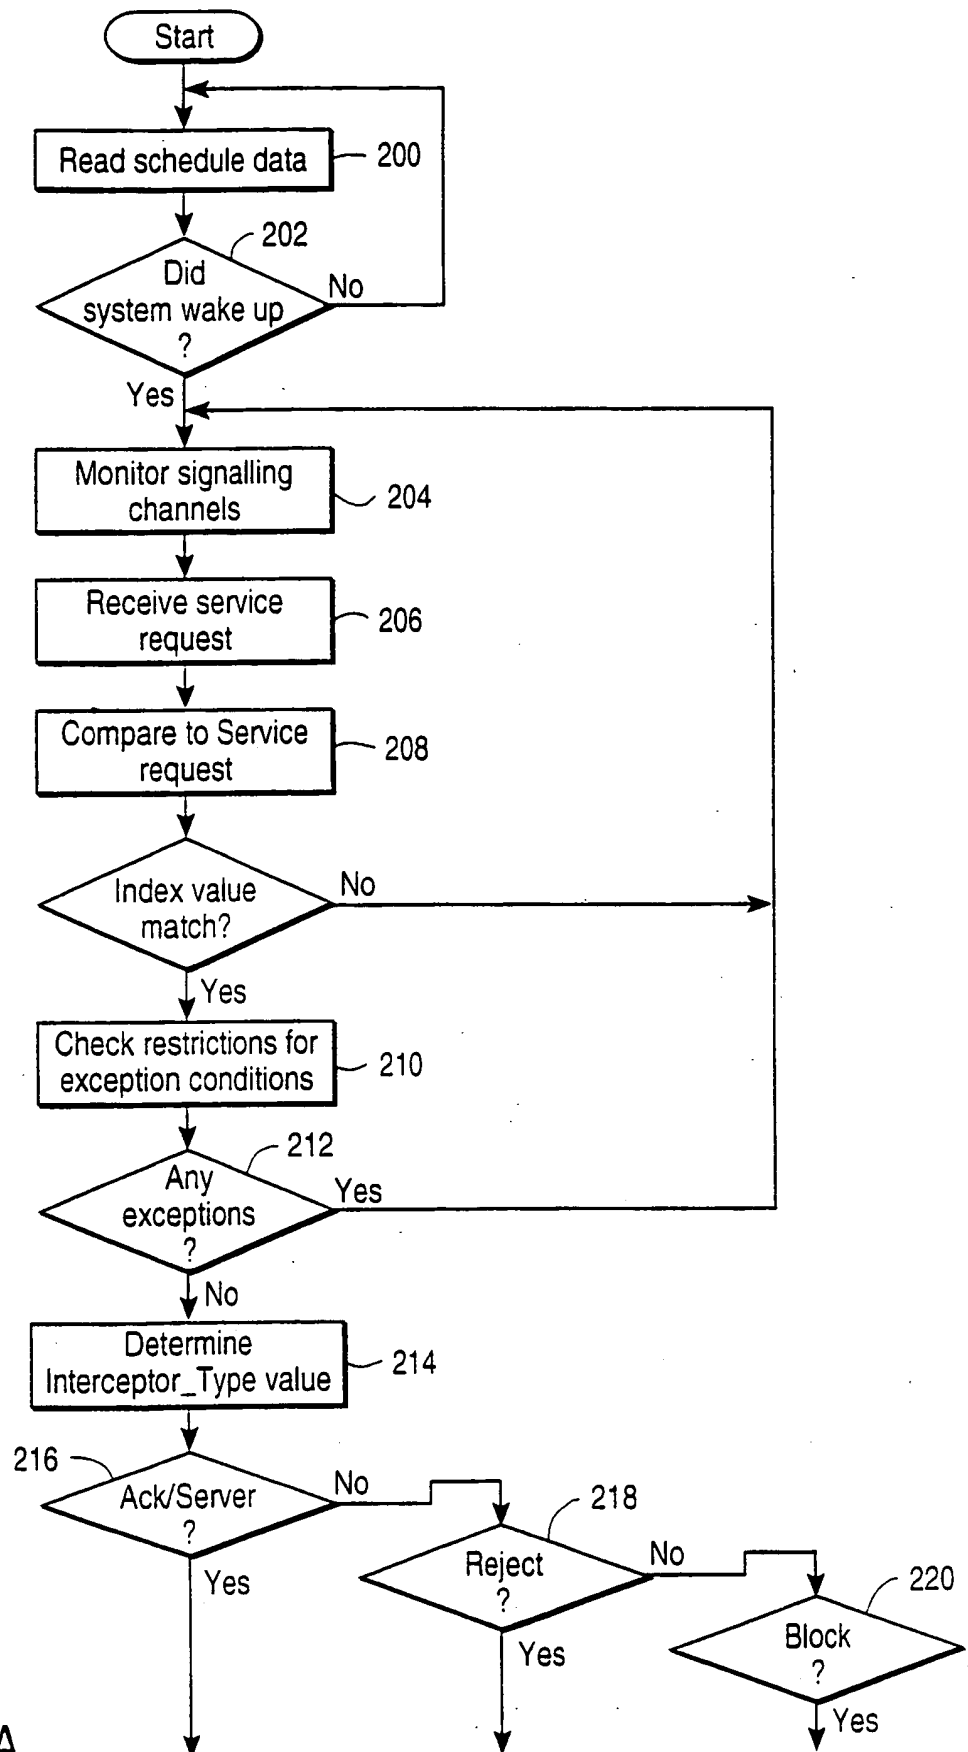 Start
Read schedule data
200
202
Did
system wake up
?
No
Yes
Monitor signalling
channels
204
Receive service
request
206
Compare to Service
request
208
Index value
match?
No
Yes
Check restrictions for
exception conditions
210
212
Any
exceptions
?
Yes
No
Determine
Interceptor_Type value
214
216
Ack/Server
?
No
Yes
218
Reject
?
No
Yes
220
Block
?
Yes